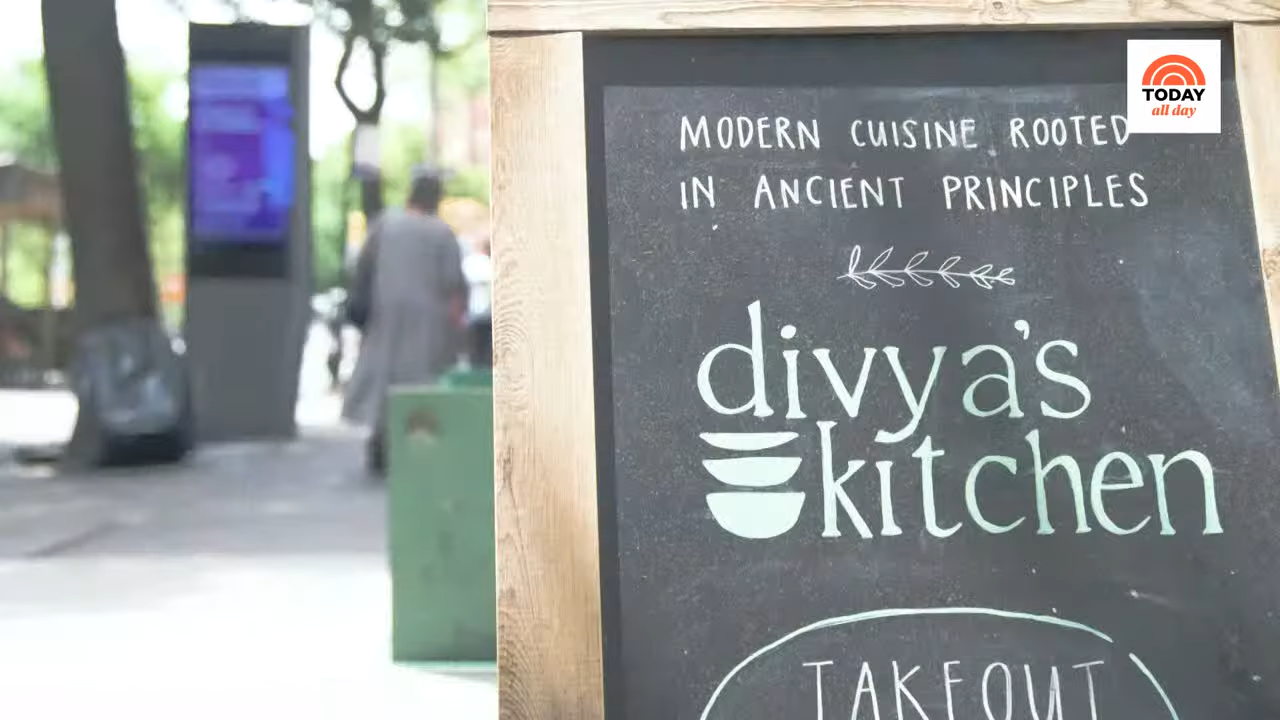 TODAY
all day
MODERN CUISINE ROOTED
IN ANCIENT PRINCIPLES
divya's
kitchen
TAKEOUT